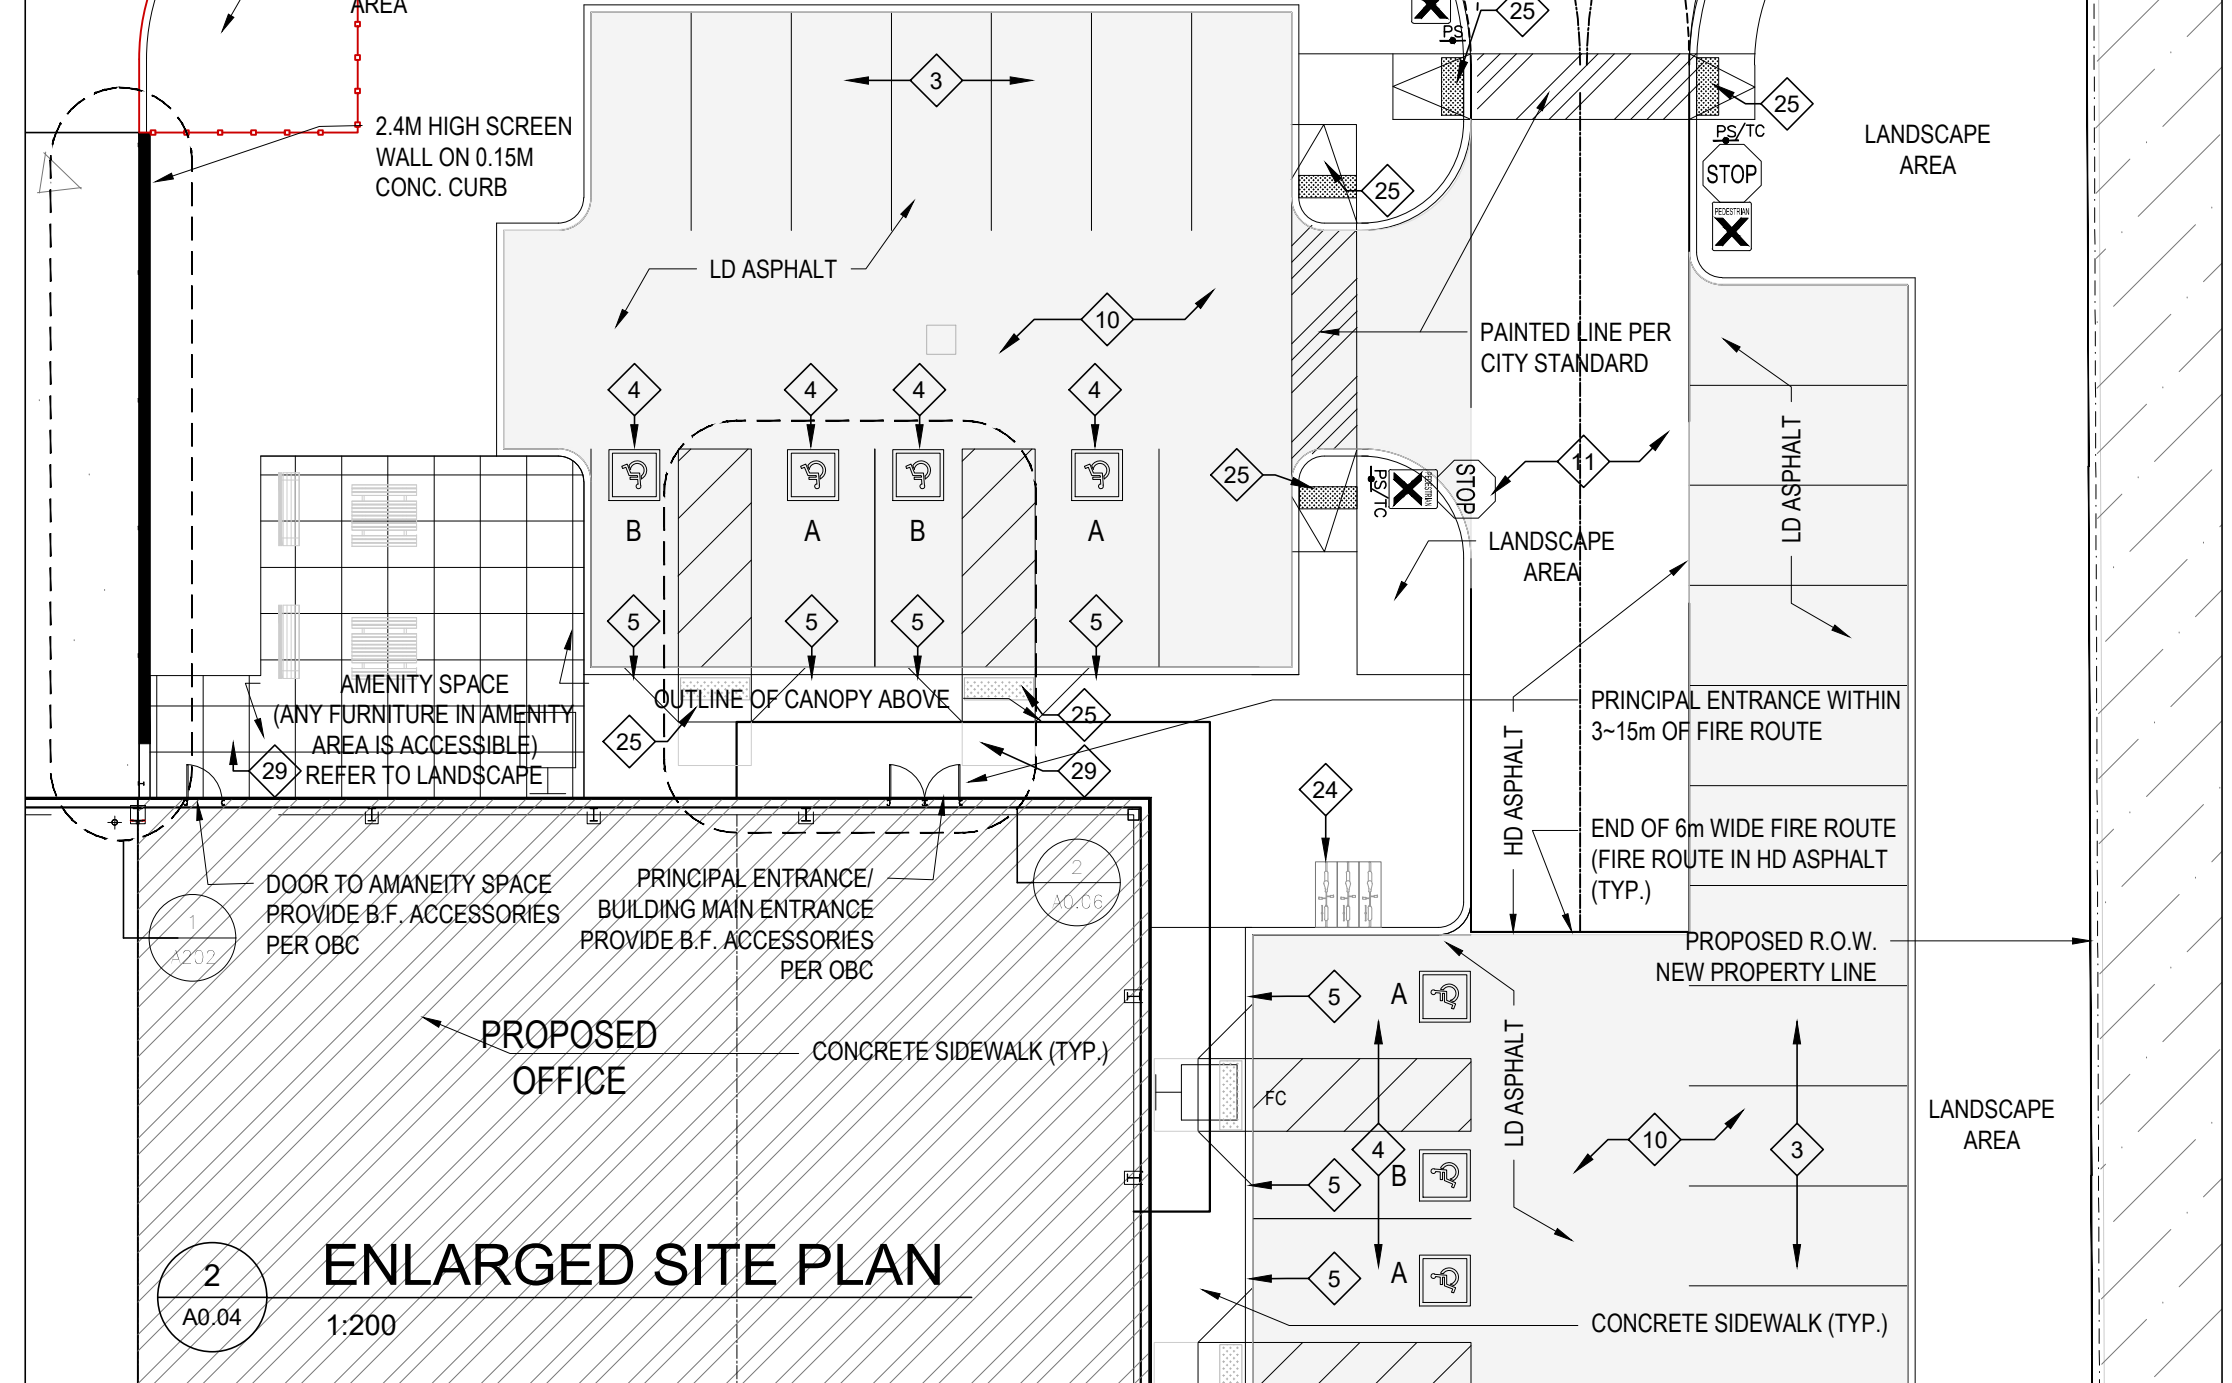 AREA
25
PS
3
2.4M HIGH SCREEN
WALL ON 0.15M
CONC. CURB
25
25
PS/TC
STOP
PEDESTRIAN
X
LANDSCAPE
AREA
LD ASPHALT
10
PAINTED LINE PER
CITY STANDARD
4
4
4
4
B
A
B
A
25
PS/TC
PEDESTRIAN
STOP
11
LD ASPHALT
LANDSCAPE
AREA
5
5
5
5
AMENITY SPACE
(ANY FURNITURE IN AMENITY
AREA IS ACCESSIBLE)
REFER TO LANDSCAPE
29
OUTLINE OF CANOPY ABOVE
25
25
29
PRINCIPAL ENTRANCE WITHIN
3~15m OF FIRE ROUTE
HD ASPHALT
24
END OF 6m WIDE FIRE ROUTE
(FIRE ROUTE IN HD ASPHALT
(TYP.)
DOOR TO AMANEITY SPACE
PROVIDE B.F. ACCESSORIES
PER OBC
PRINCIPAL ENTRANCE/
BUILDING MAIN ENTRANCE
PROVIDE B.F. ACCESSORIES
PER OBC
1
A202
2
A0.06
PROPOSED R.O.W.
NEW PROPERTY LINE
PROPOSED
OFFICE
CONCRETE SIDEWALK (TYP.)
5
A
FC
4
5
B
5
A
LD ASPHALT
10
3
LANDSCAPE
AREA
CONCRETE SIDEWALK (TYP.)
2
A0.04
ENLARGED SITE PLAN
1:200